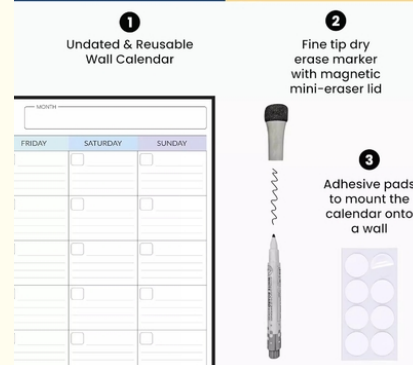 1
Undated & Reusable
Wall Calendar
MONTH
FRIDAY SATURDAY SUNDAY
2
Fine tip dry
erase marker
with magnetic
mini-eraser lid
3
Adhesive pads
to mount the
calendar onto
a wall